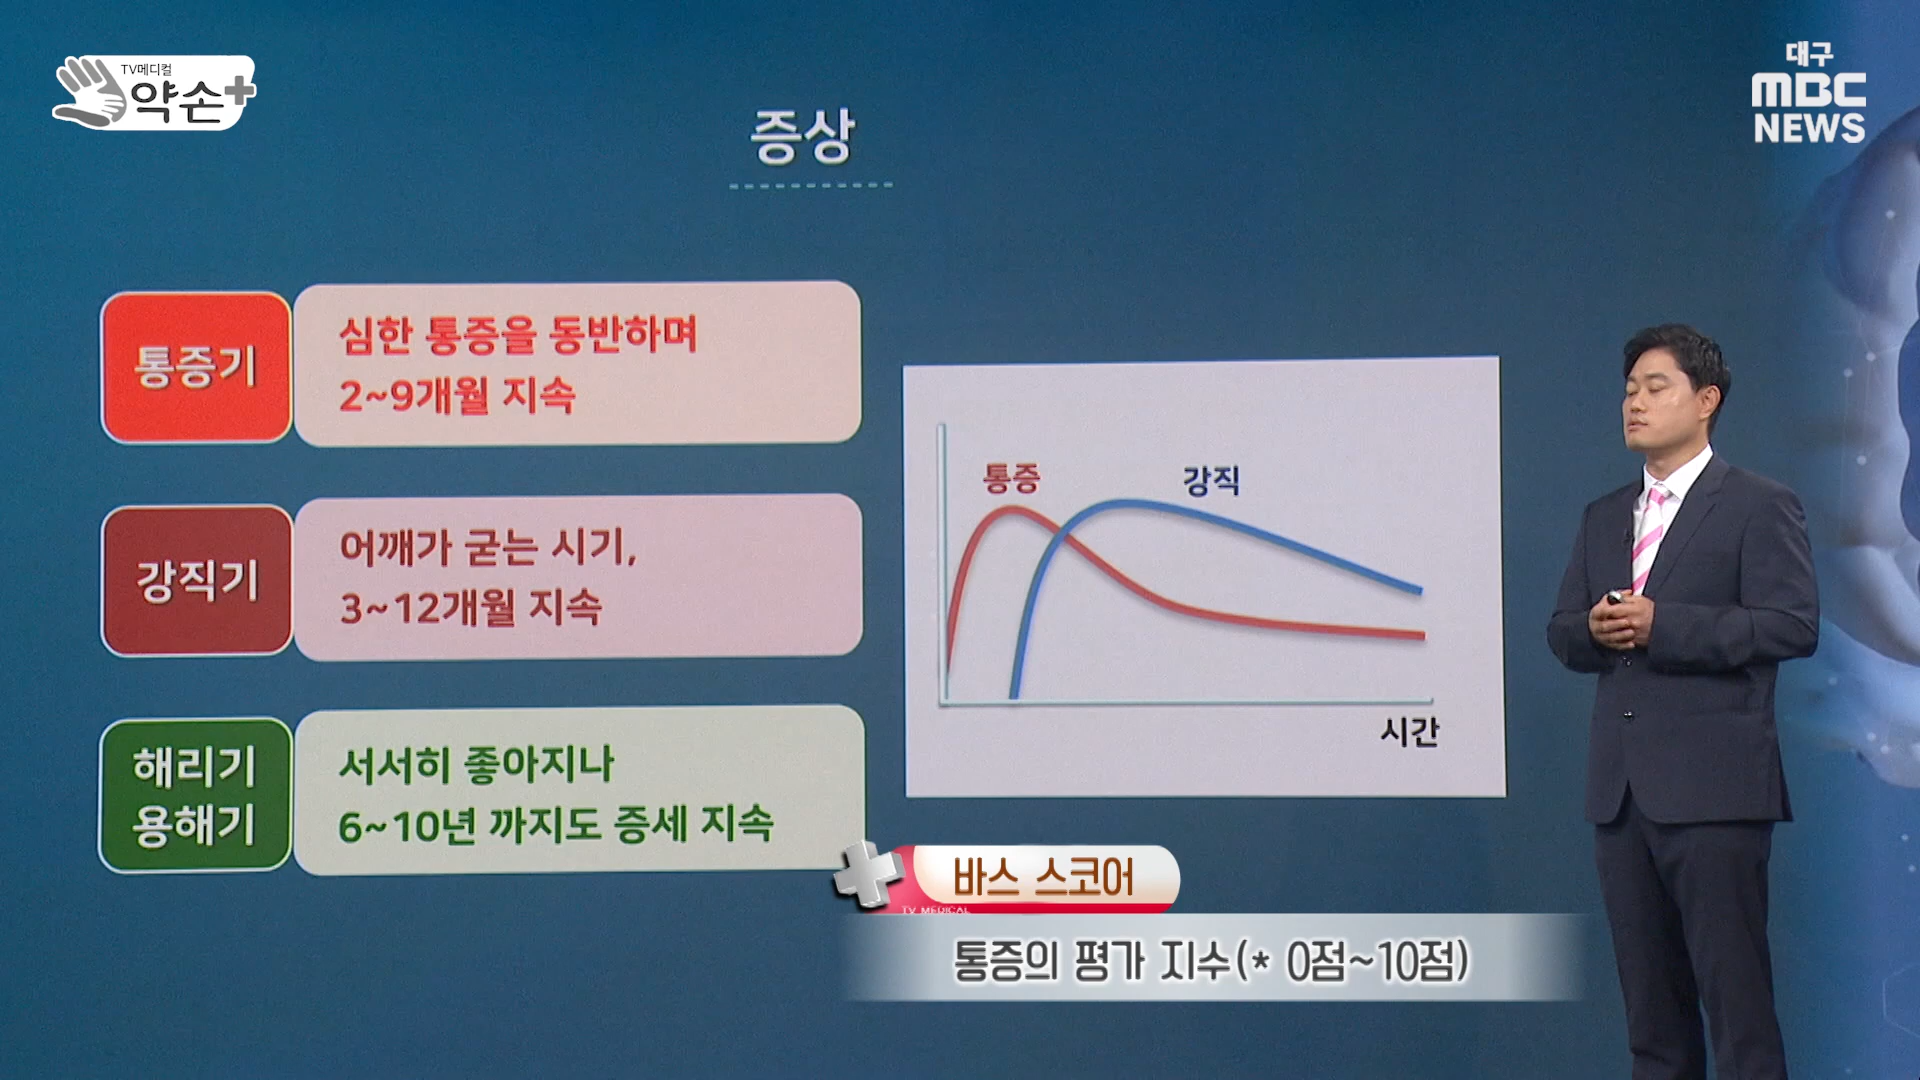 TV메디컬
약손+
대구
MBC
NEWS
증상
통증기
심한 통증을 동반하며
2~9개월 지속
강직기
어깨가 굳는 시기,
3~12개월 지속
해리기
용해기
서서히 좋아지나
6~10년 까지도 증세 지속
통증
강직
시간
바스 스코어
TV MEDICAL
통증의 평가 지수(* 0점~10점)